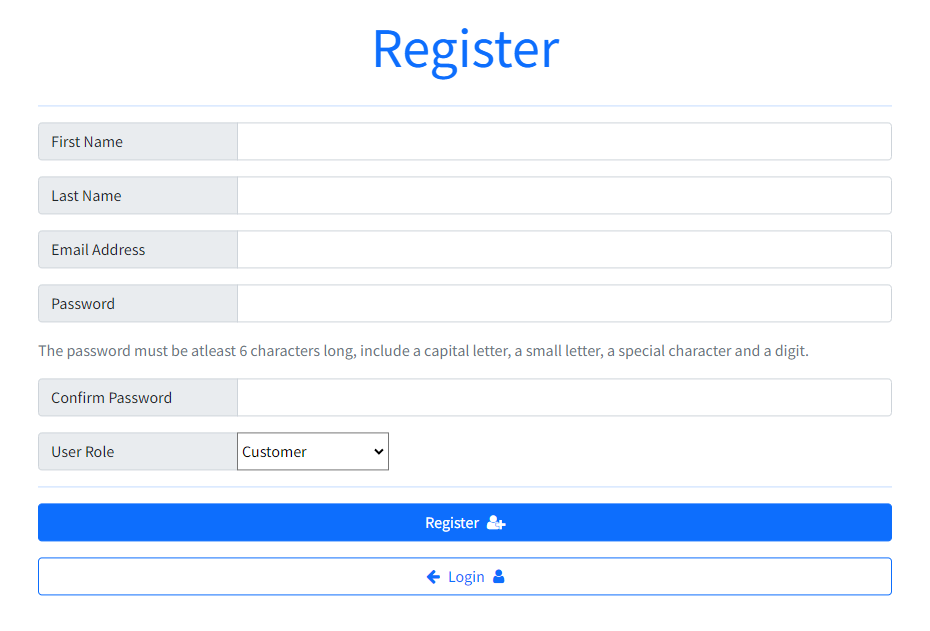 Register
First Name
Last Name
Email Address
Password
The password must be atleast 6 characters long, include a capital letter, a small letter, a special character and a digit.
Confirm Password
User Role Customer
Register
Login